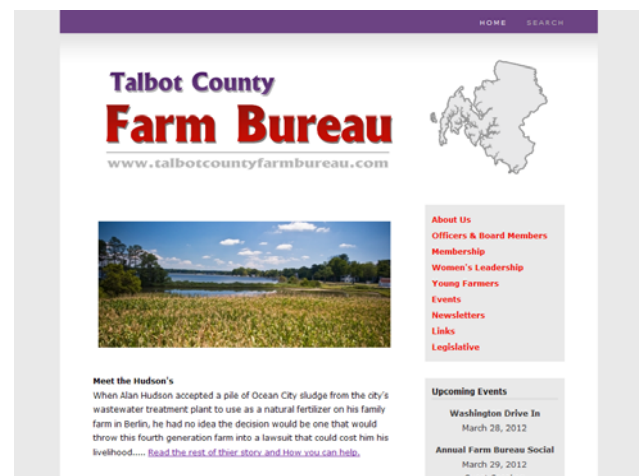 HOME SEARCH
Talbot County
Farm Bureau
www.talbotcountyfarmbureau.com
About Us
Officers & Board Members
Membership
Women's Leadership
Young Farmers
Events
Newsletters
Links
Legislative
Meet the Hudson's
When Alan Hudson accepted a pile of Ocean City sludge from the city's
wastewater treatment plant to use as a natural fertilizer on his family
farm in Berlin, he had no idea the decision would be one that would
throw this fourth generation farm into a lawsuit that could cost him his
livelihood..... Read the rest of thier story and How you can help.
Upcoming Events
Washington Drive In
March 28, 2012
Annual Farm Bureau Social
March 29, 2012